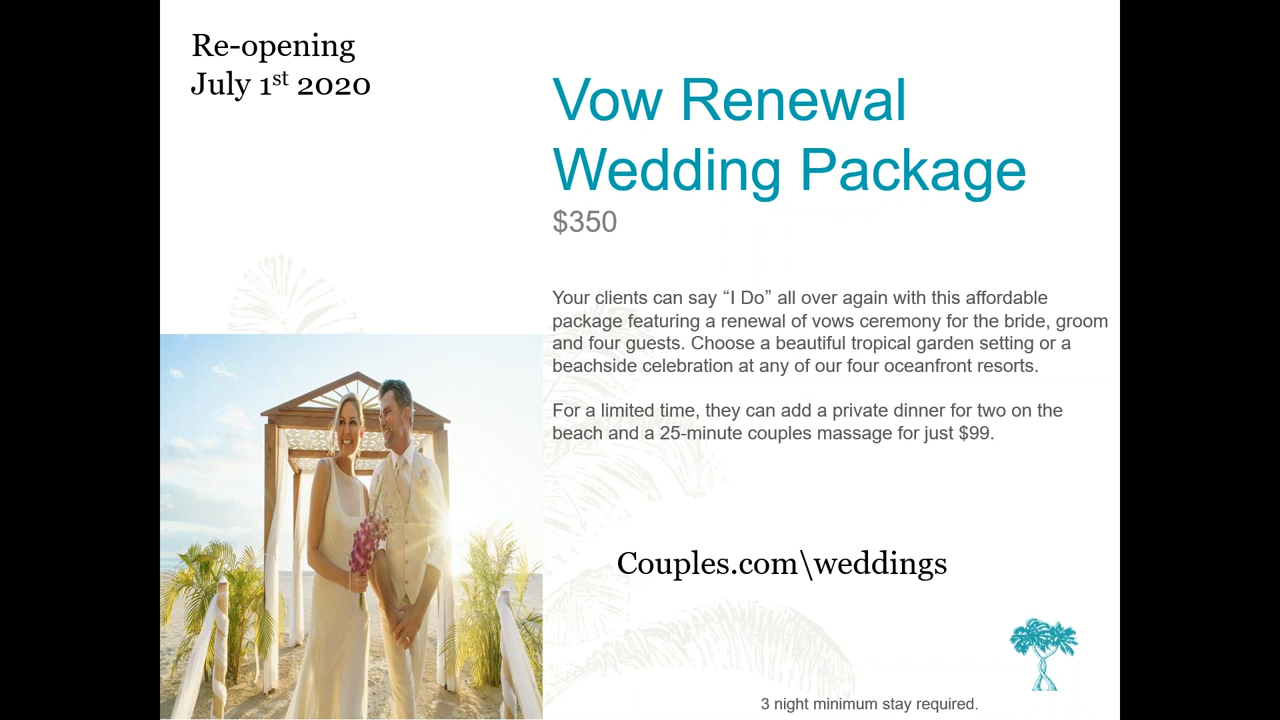 Re-opening
July 1st 2020
Vow Renewal
Wedding Package
$350
Your clients can say “I Do” all over again with this affordable
package featuring a renewal of vows ceremony for the bride, groom
and four guests. Choose a beautiful tropical garden setting or a
beachside celebration at any of our four oceanfront resorts.
For a limited time, they can add a private dinner for two on the
beach and a 25-minute couples massage for just $99.
Couples.com\weddings
3 night minimum stay required.